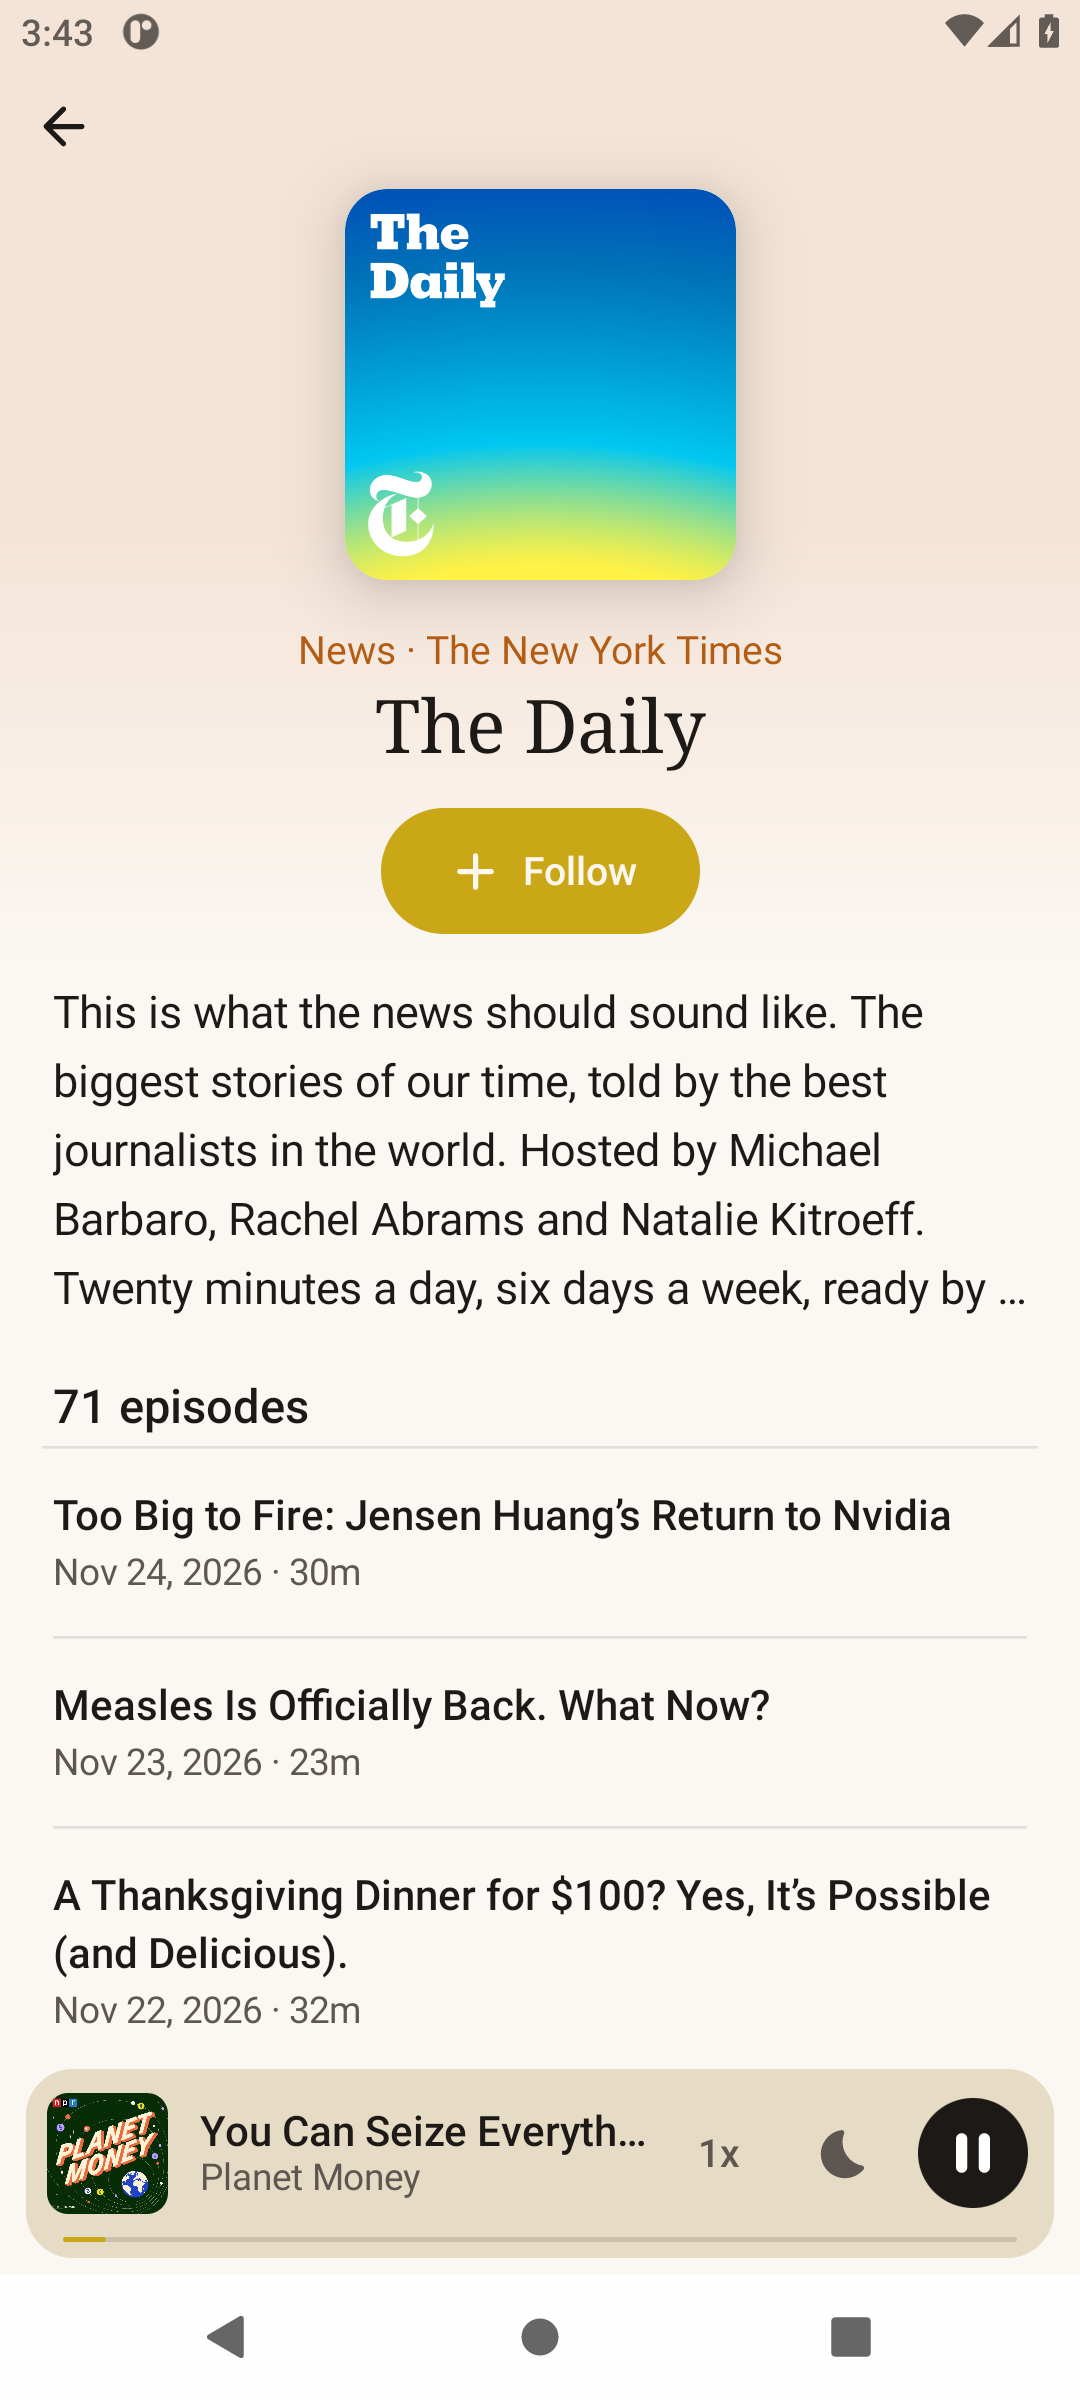 3:43
The
Daily
News · The New York Times
The Daily
Follow
This is what the news should sound like. The
biggest stories of our time, told by the best
journalists in the world. Hosted by Michael
Barbaro, Rachel Abrams and Natalie Kitroeff.
Twenty minutes a day, six days a week, ready by …
71 episodes
Too Big to Fire: Jensen Huang’s Return to Nvidia
Nov 24, 2026 · 30m
Measles Is Officially Back. What Now?
Nov 23, 2026 · 23m
A Thanksgiving Dinner for $100? Yes, It’s Possible
(and Delicious).
Nov 22, 2026 · 32m
npr
PLANET
MONEY
You Can Seize Everyth…
Planet Money
1x